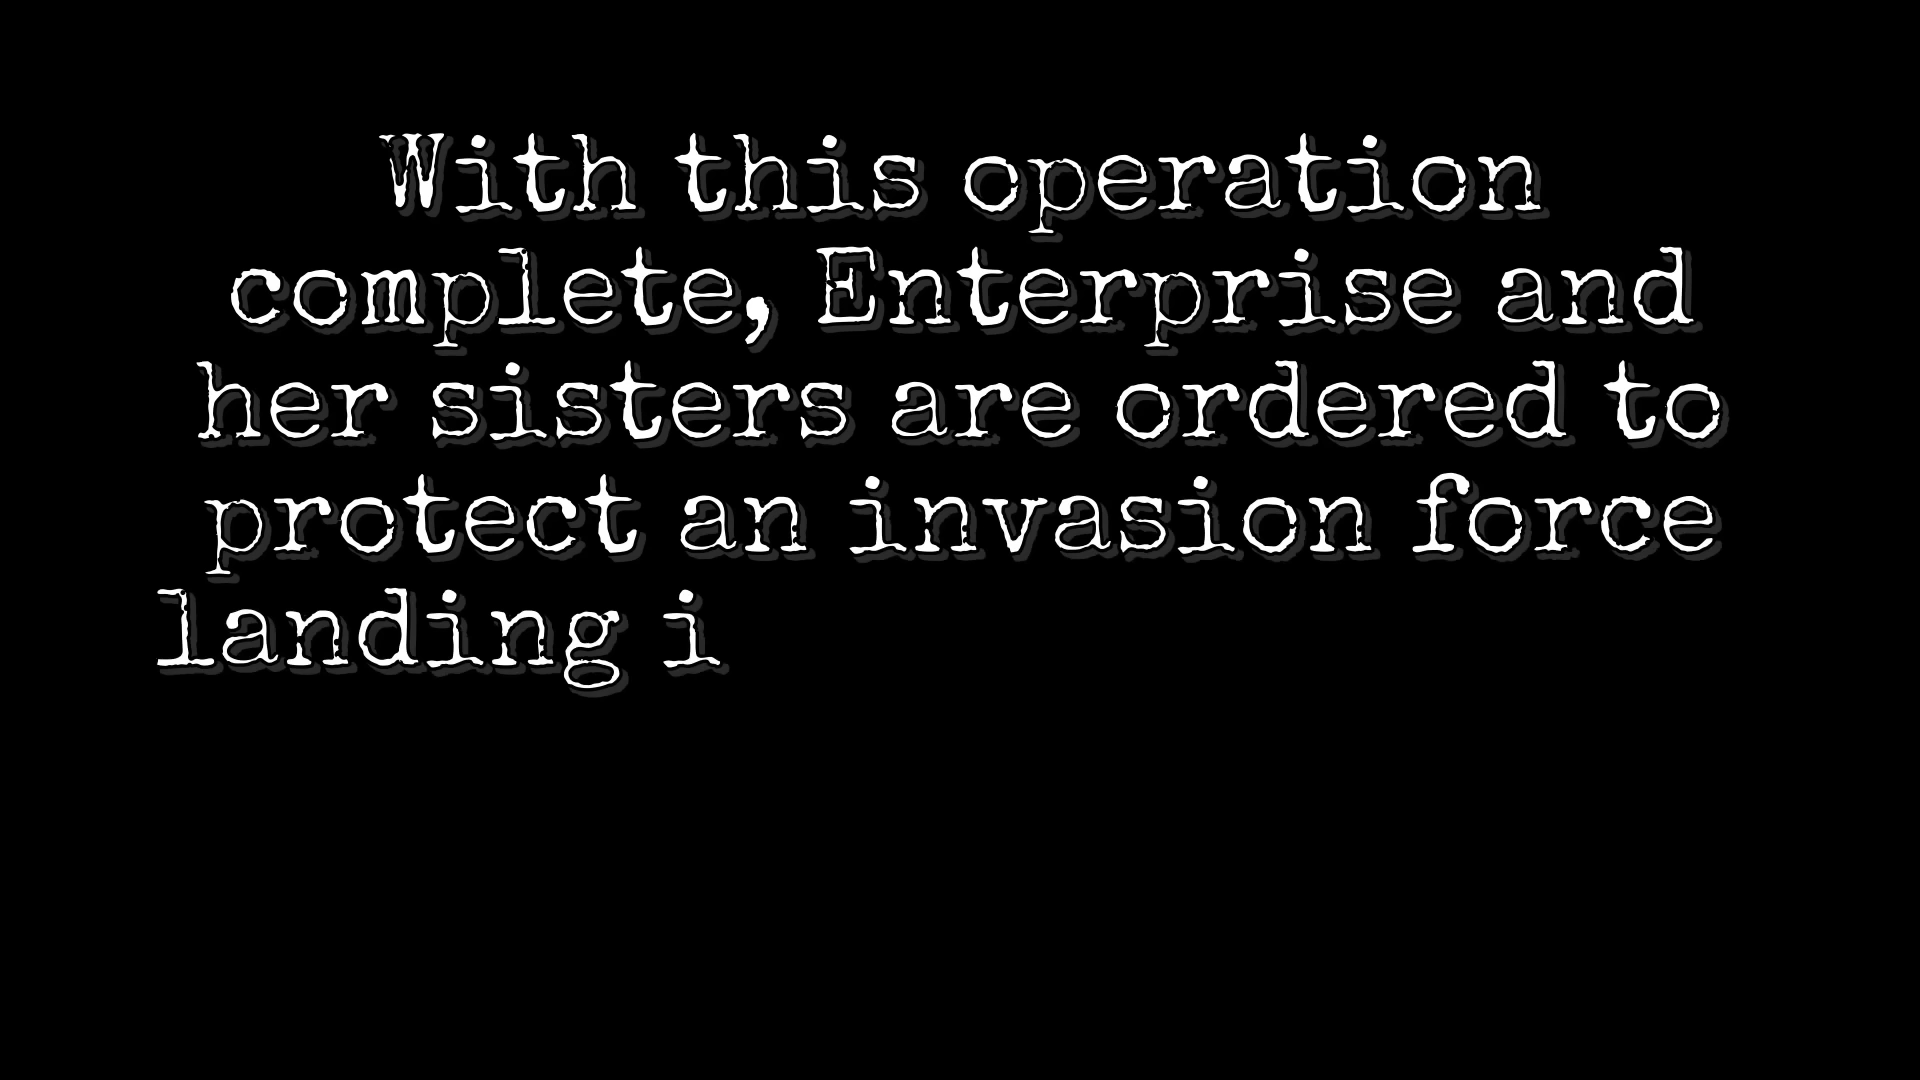 With this operation
complete, Enterprise and
her sisters are ordered to
protect an invasion force
landing i